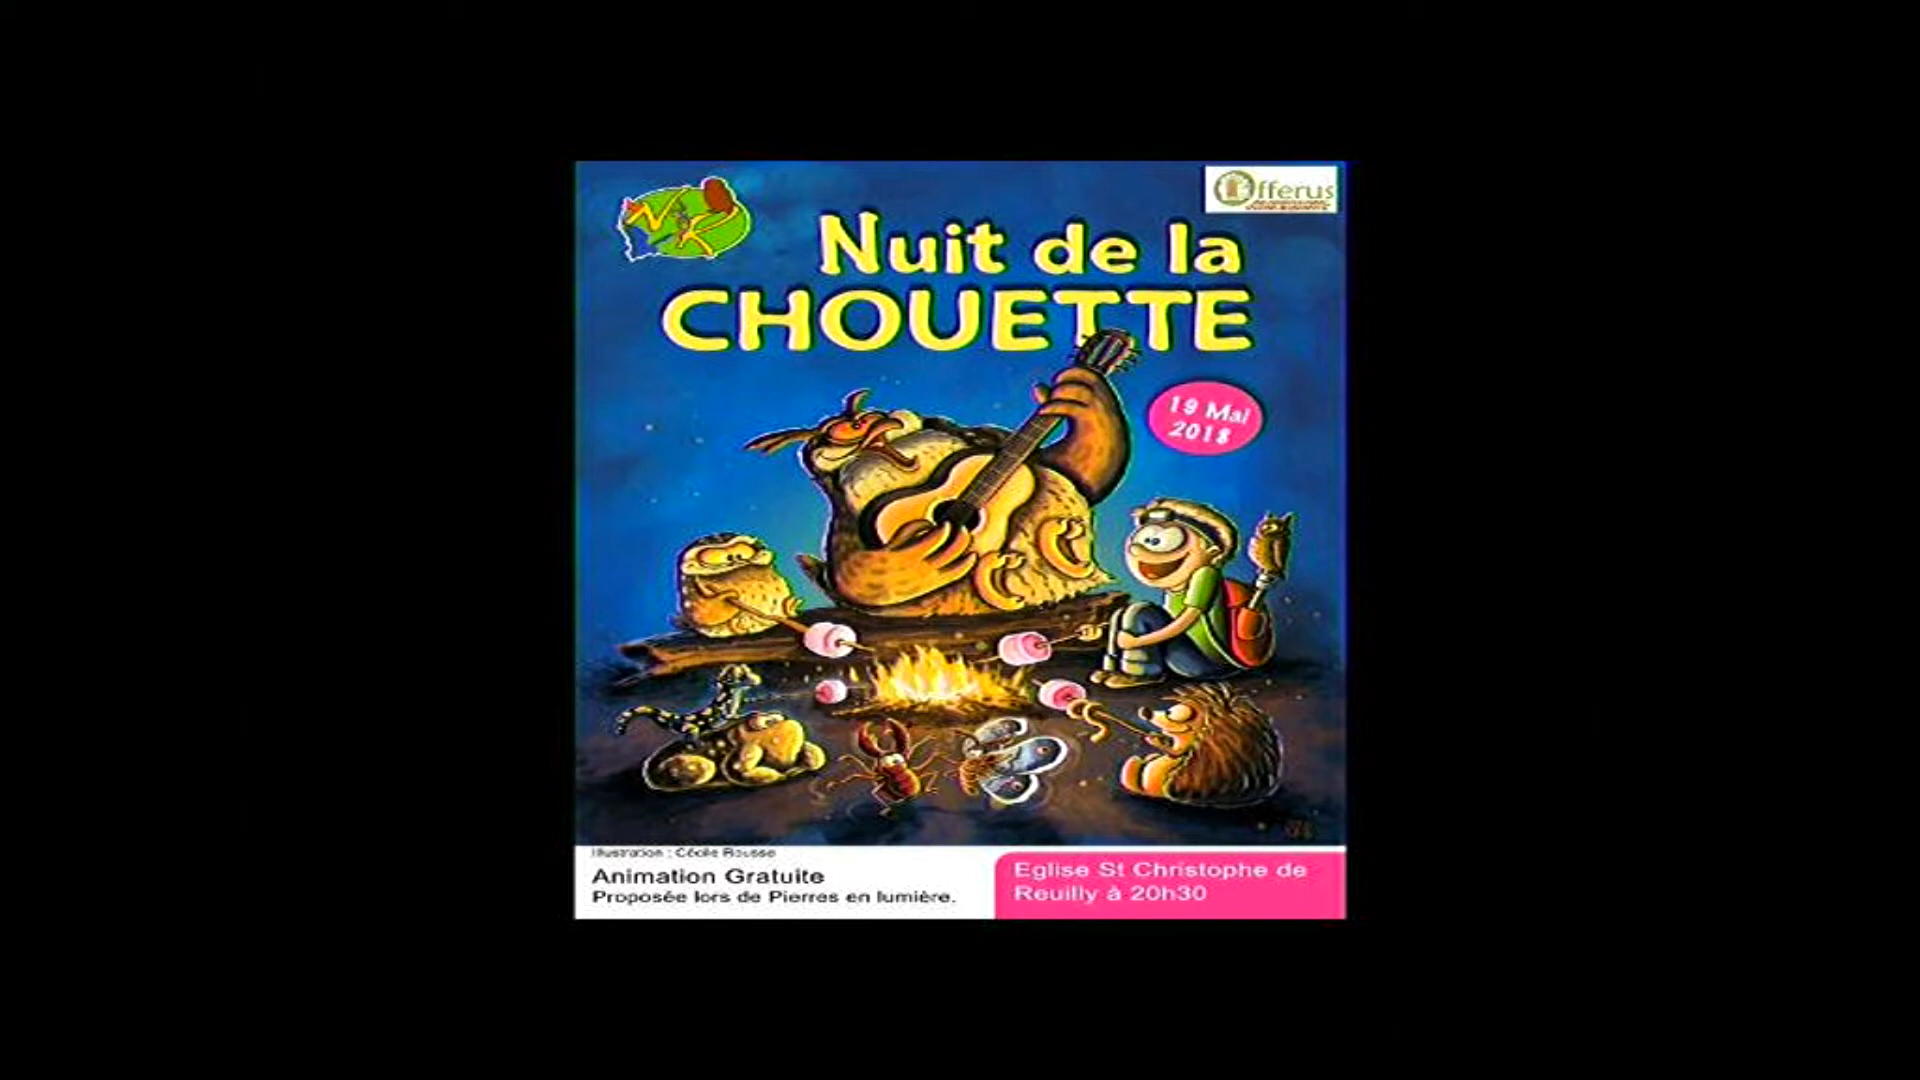 Offerus
Nuit de la
CHOUETTE
19 Mai
2018
Illustration : Cécile Rousse
Animation Gratuite
Proposée lors de Pierres en lumière.
Eglise St Christophe de
Reuilly à 20h30